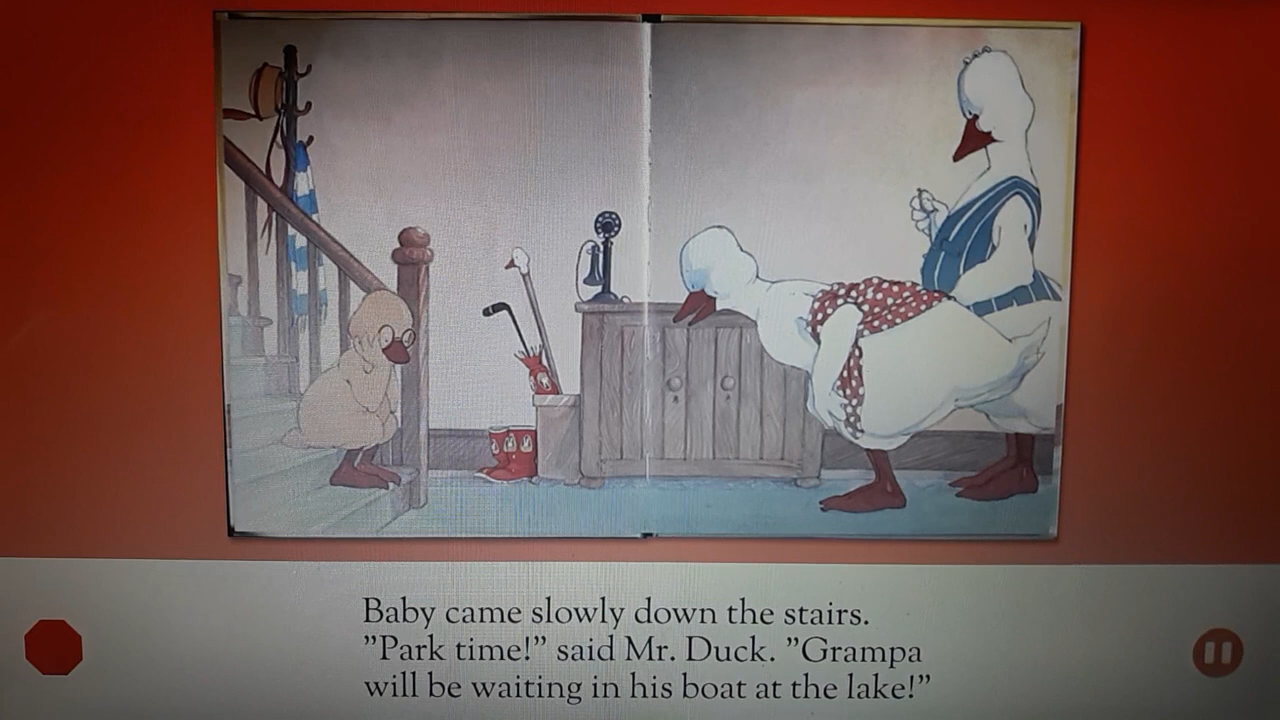 Baby came slowly down the stairs.
”Park time!” said Mr. Duck. ”Grampa
will be waiting in his boat at the lake!”